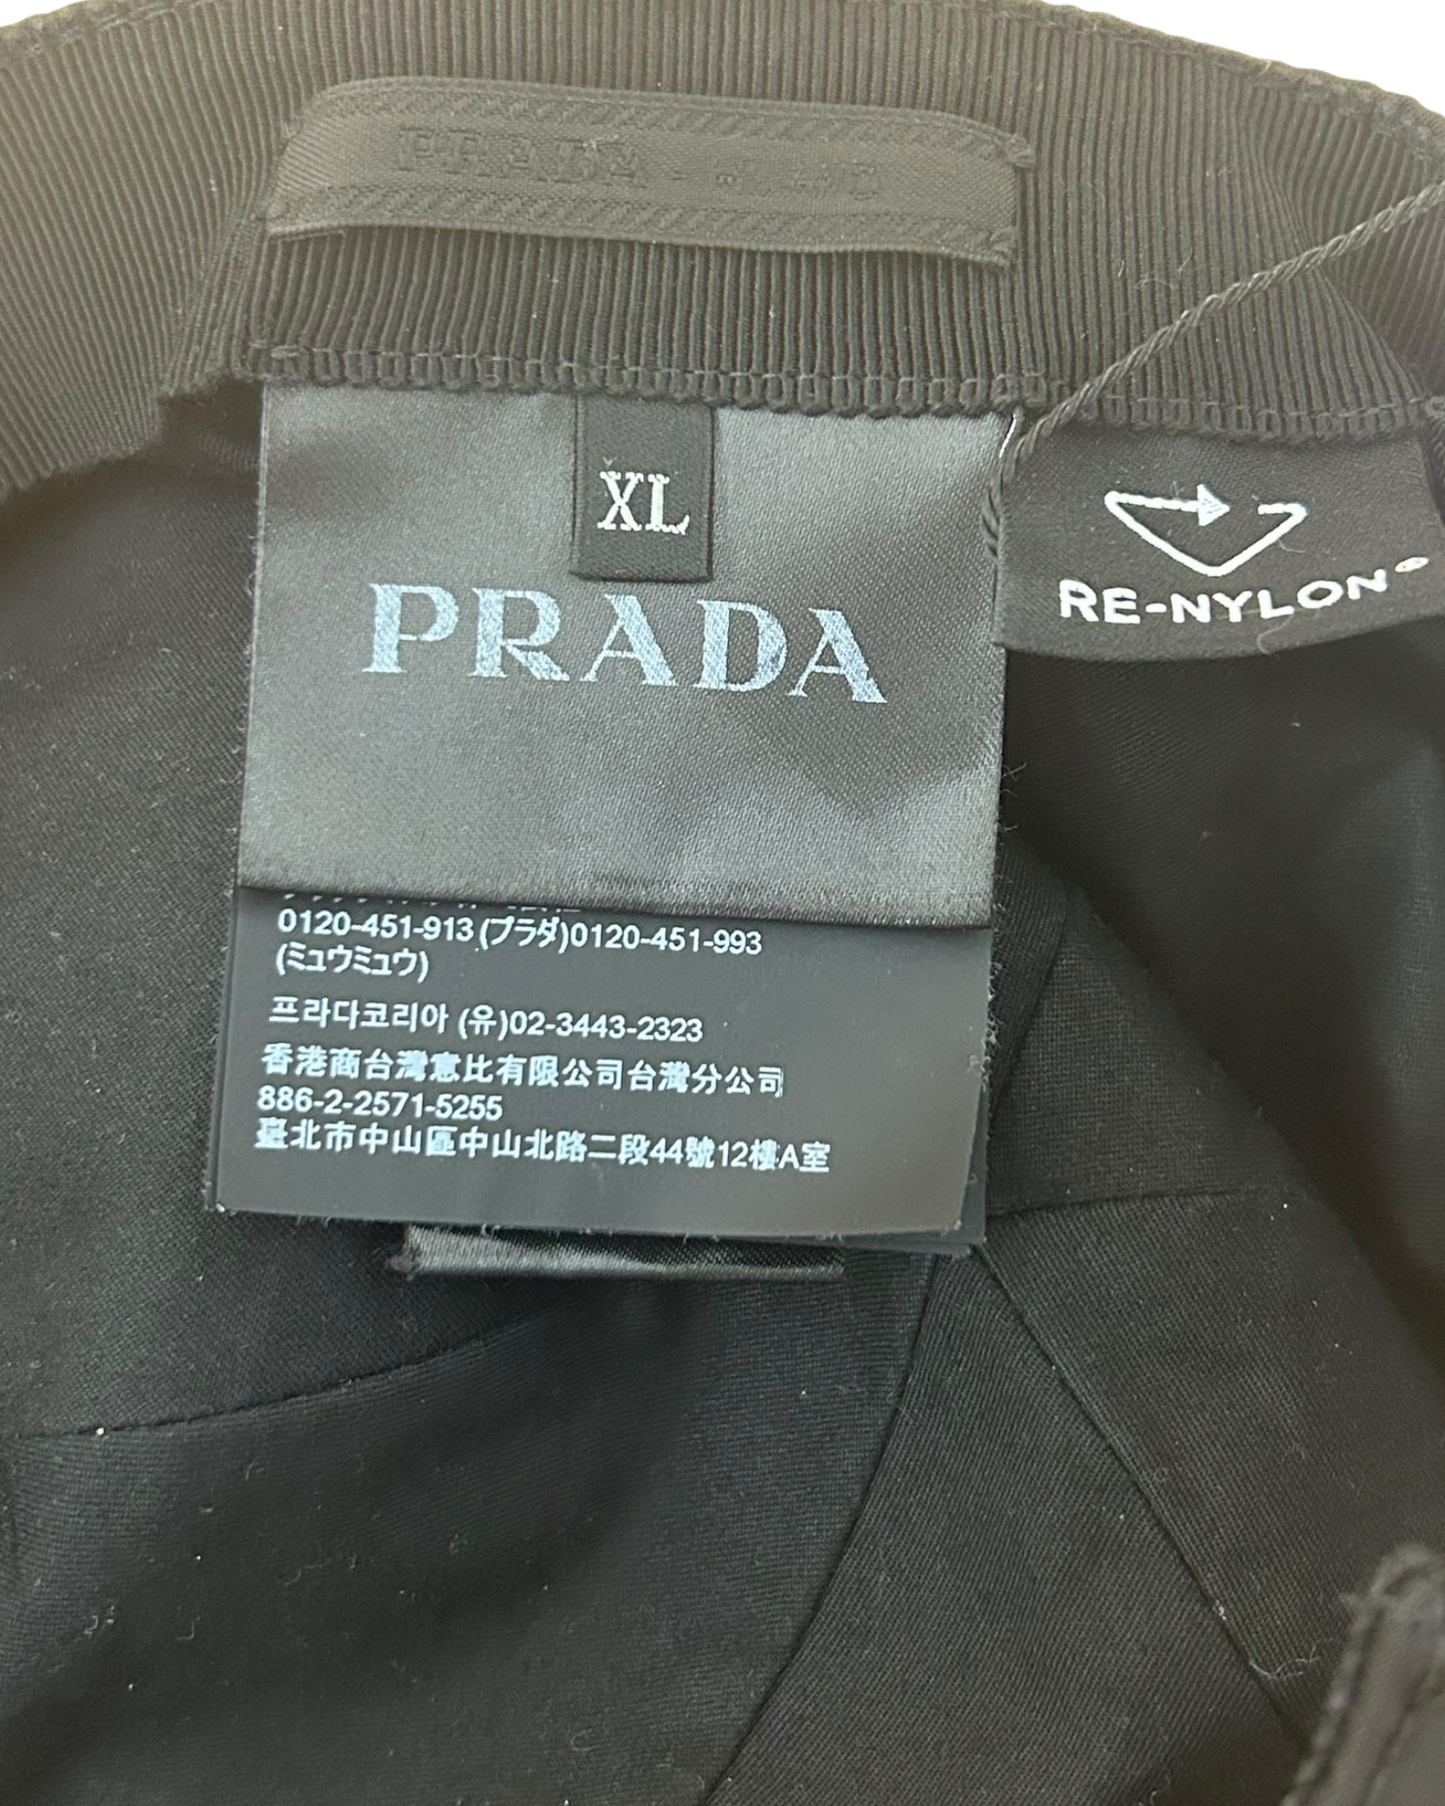 PRADA - MILANO
XL
PRADA
RE-NYLON®
0120-451-913(プラダ)0120-451-993
(ミュウミュウ)
프라다코리아 (유)02-3443-2323
香港商台灣意比有限公司台灣分公司
886-2-2571-5255
臺北市中山區中山北路二段44號12樓A室